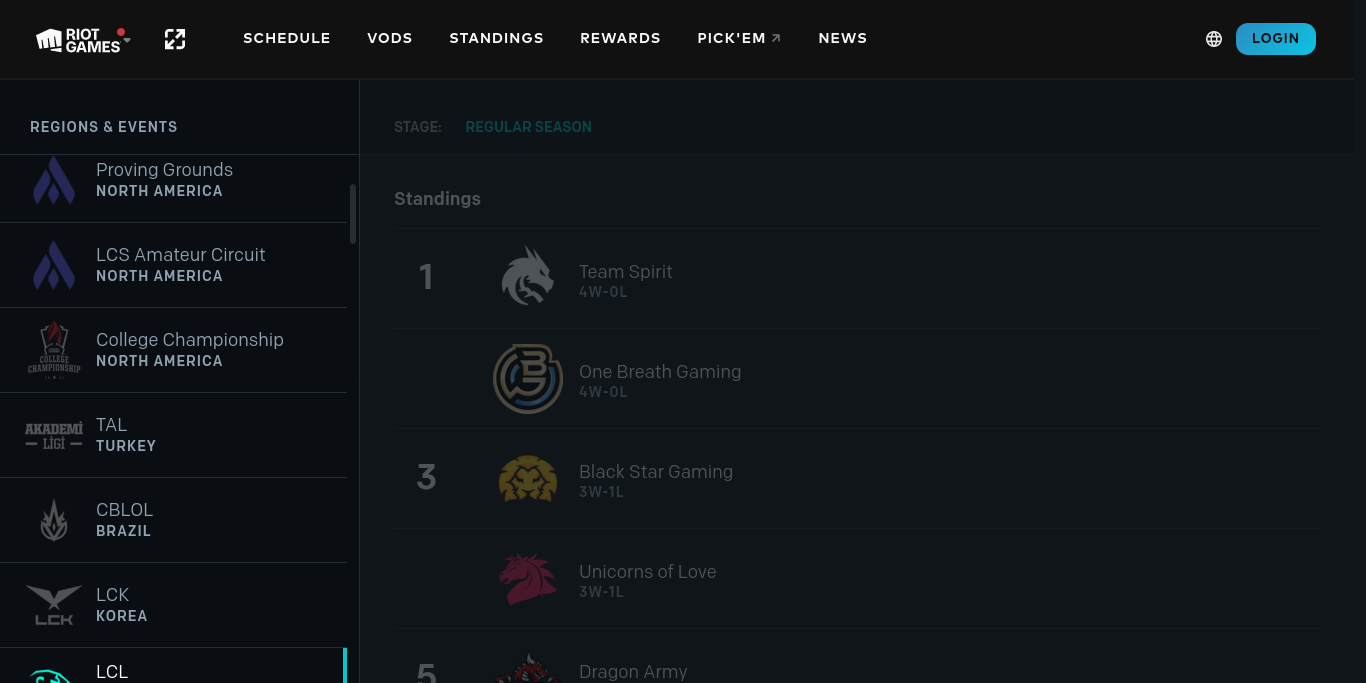 RIOT GAMES
SCHEDULE
VODS
STANDINGS
REWARDS
PICK'EM
NEWS
LOGIN
REGIONS & EVENTS
Proving Grounds
NORTH AMERICA
LCS Amateur Circuit
NORTH AMERICA
COLLEGE
CHAMPIONSHIP
College Championship
NORTH AMERICA
AKADEMİ
LİGİ
TAL
TURKEY
CBLOL
BRAZIL
LCK
LCK
KOREA
LCL
STAGE:
REGULAR SEASON
Standings
1
Team Spirit
4W-0L
One Breath Gaming
4W-0L
3
Black Star Gaming
3W-1L
Unicorns of Love
3W-1L
5
Dragon Army